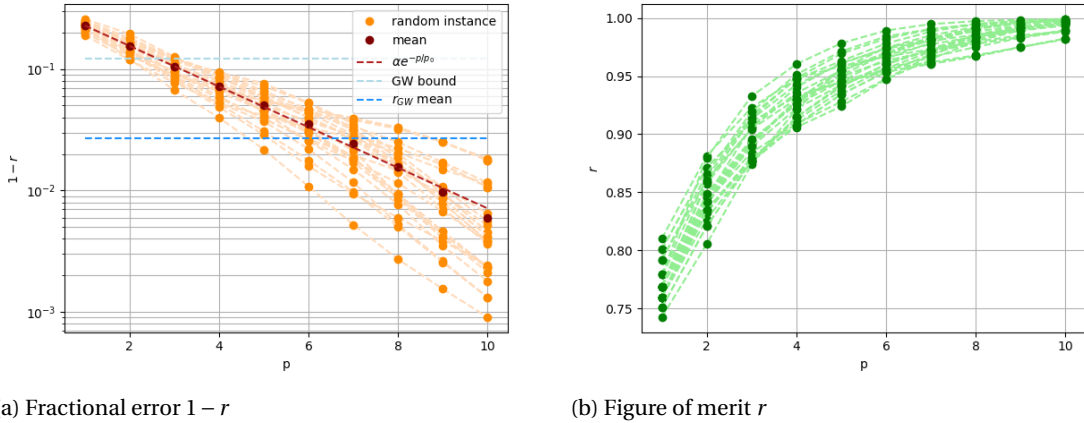 random instance
mean
αe^{-p/p₀}
GW bound
r_{GW} mean
10^{-1}
10^{-2}
10^{-3}
1 − r
2
4
6
8
10
p
1.00
0.95
0.90
0.85
0.80
0.75
r
2
4
6
8
10
p
a) Fractional error 1 − r
(b) Figure of merit r